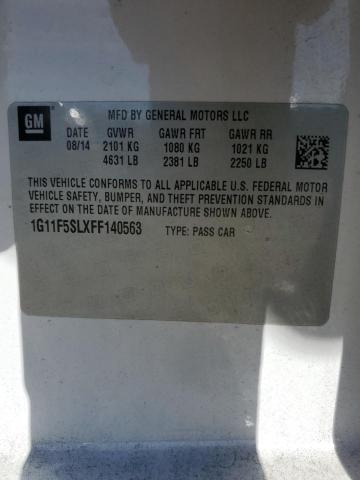 GM
MFD BY GENERAL MOTORS LLC
DATE GVWR GAWR FRT GAWR RR
08/14 2101 KG 1080 KG 1021 KG
4631 LB 2381 LB 2250 LB
THIS VEHICLE CONFORMS TO ALL APPLICABLE U.S. FEDERAL MOTOR
VEHICLE SAFETY, BUMPER, AND THEFT PREVENTION STANDARDS IN
EFFECT ON THE DATE OF MANUFACTURE SHOWN ABOVE.
1G11F5SLXFF140563 TYPE: PASS CAR